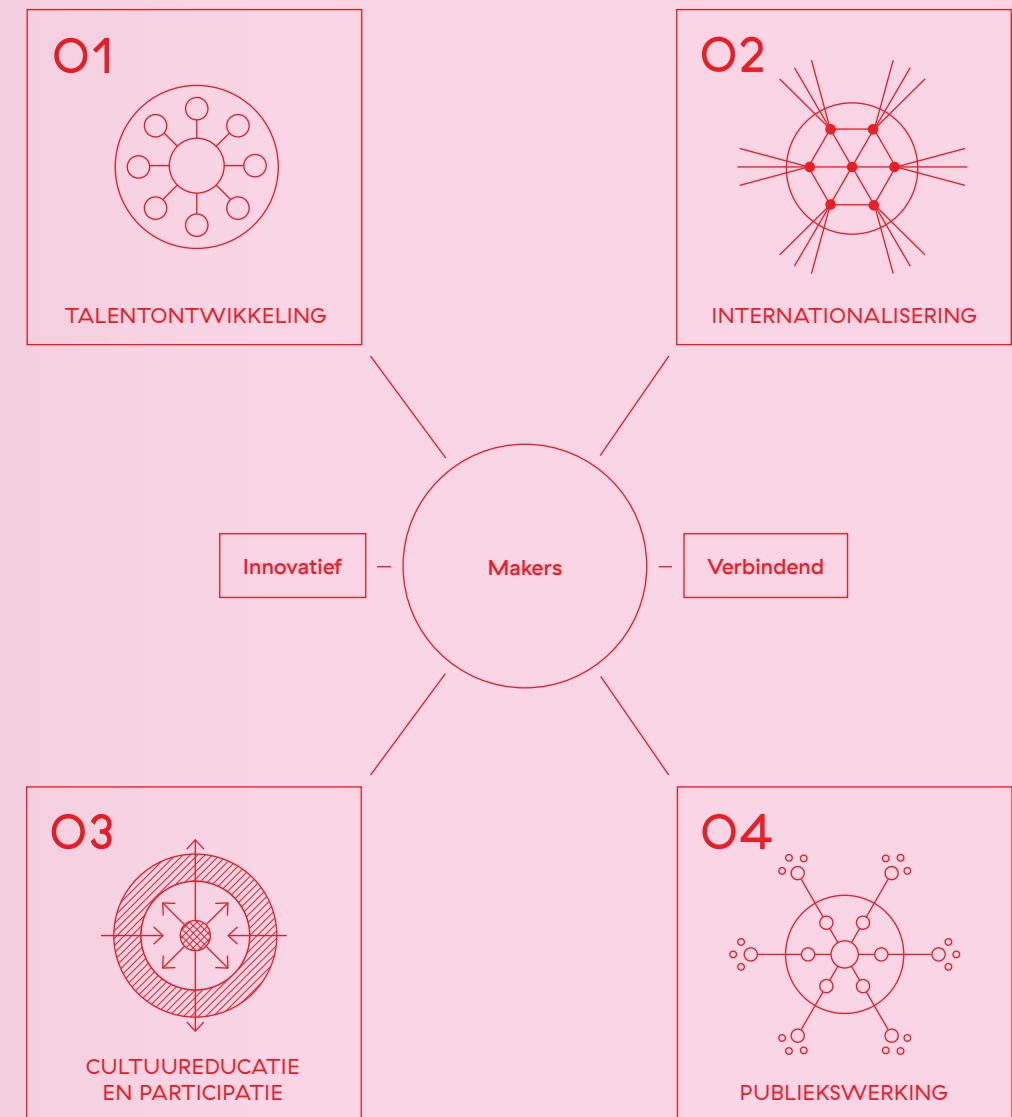 01
TALENTONTWIKKELING
02
INTERNATIONALISERING
Innovatief
Makers
Verbindend
03
CULTUUREDUCATIE
EN PARTICIPATIE
04
PUBLIEKSWERKING